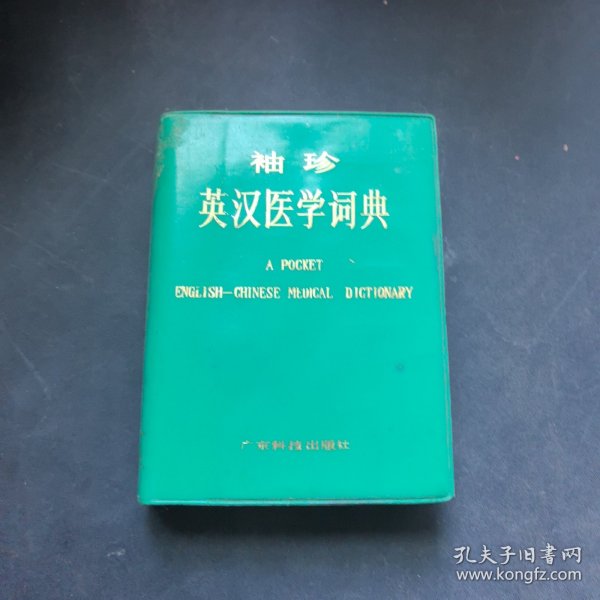 袖珍
英汉医学词典
A POCKET
ENGLISH—CHINESE MEDICAL DICTIONARY
广东科技出版社
孔夫子旧书网
www.kongfz.com